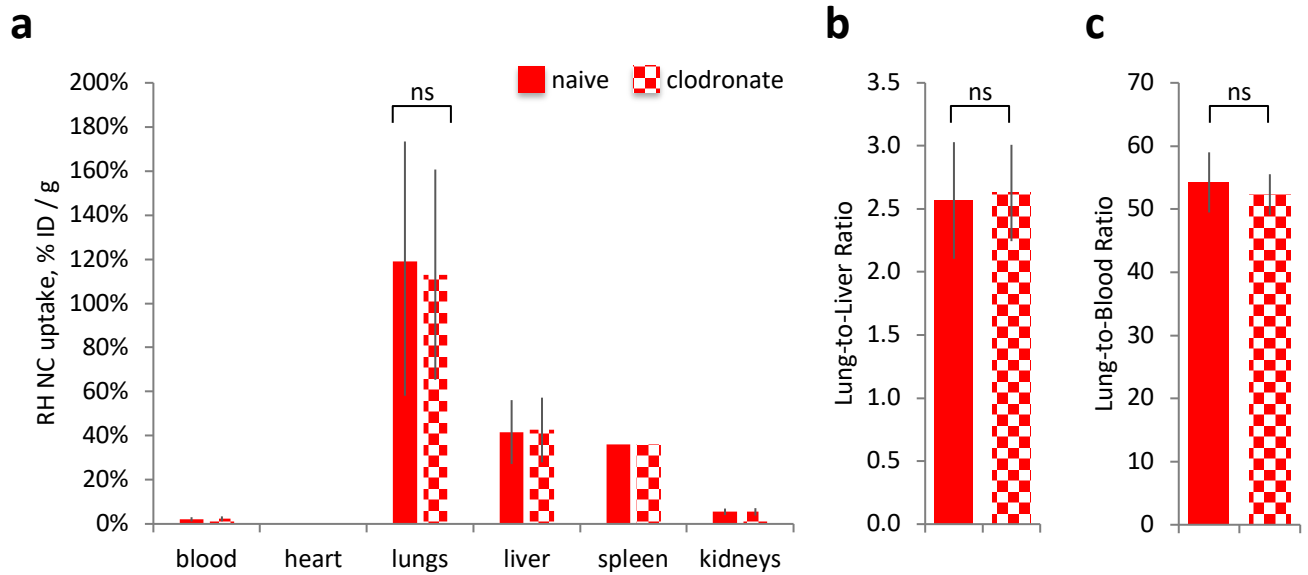 a
RH NC uptake, % ID / g
200%
180%
160%
140%
120%
100%
80%
60%
40%
20%
0%
naive
clodronate
ns
blood heart lungs liver spleen kidneys
b
Lung-to-Liver Ratio
3.5
3.0
2.5
2.0
1.5
1.0
0.5
0.0
ns
c
Lung-to-Blood Ratio
70
60
50
40
30
20
10
0
ns